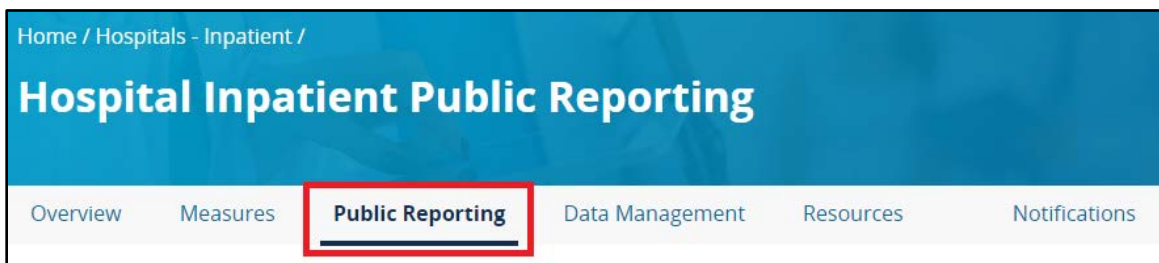 Home / Hospitals - Inpatient /
Hospital Inpatient Public Reporting
Overview Measures Public Reporting Data Management Resources Notifications